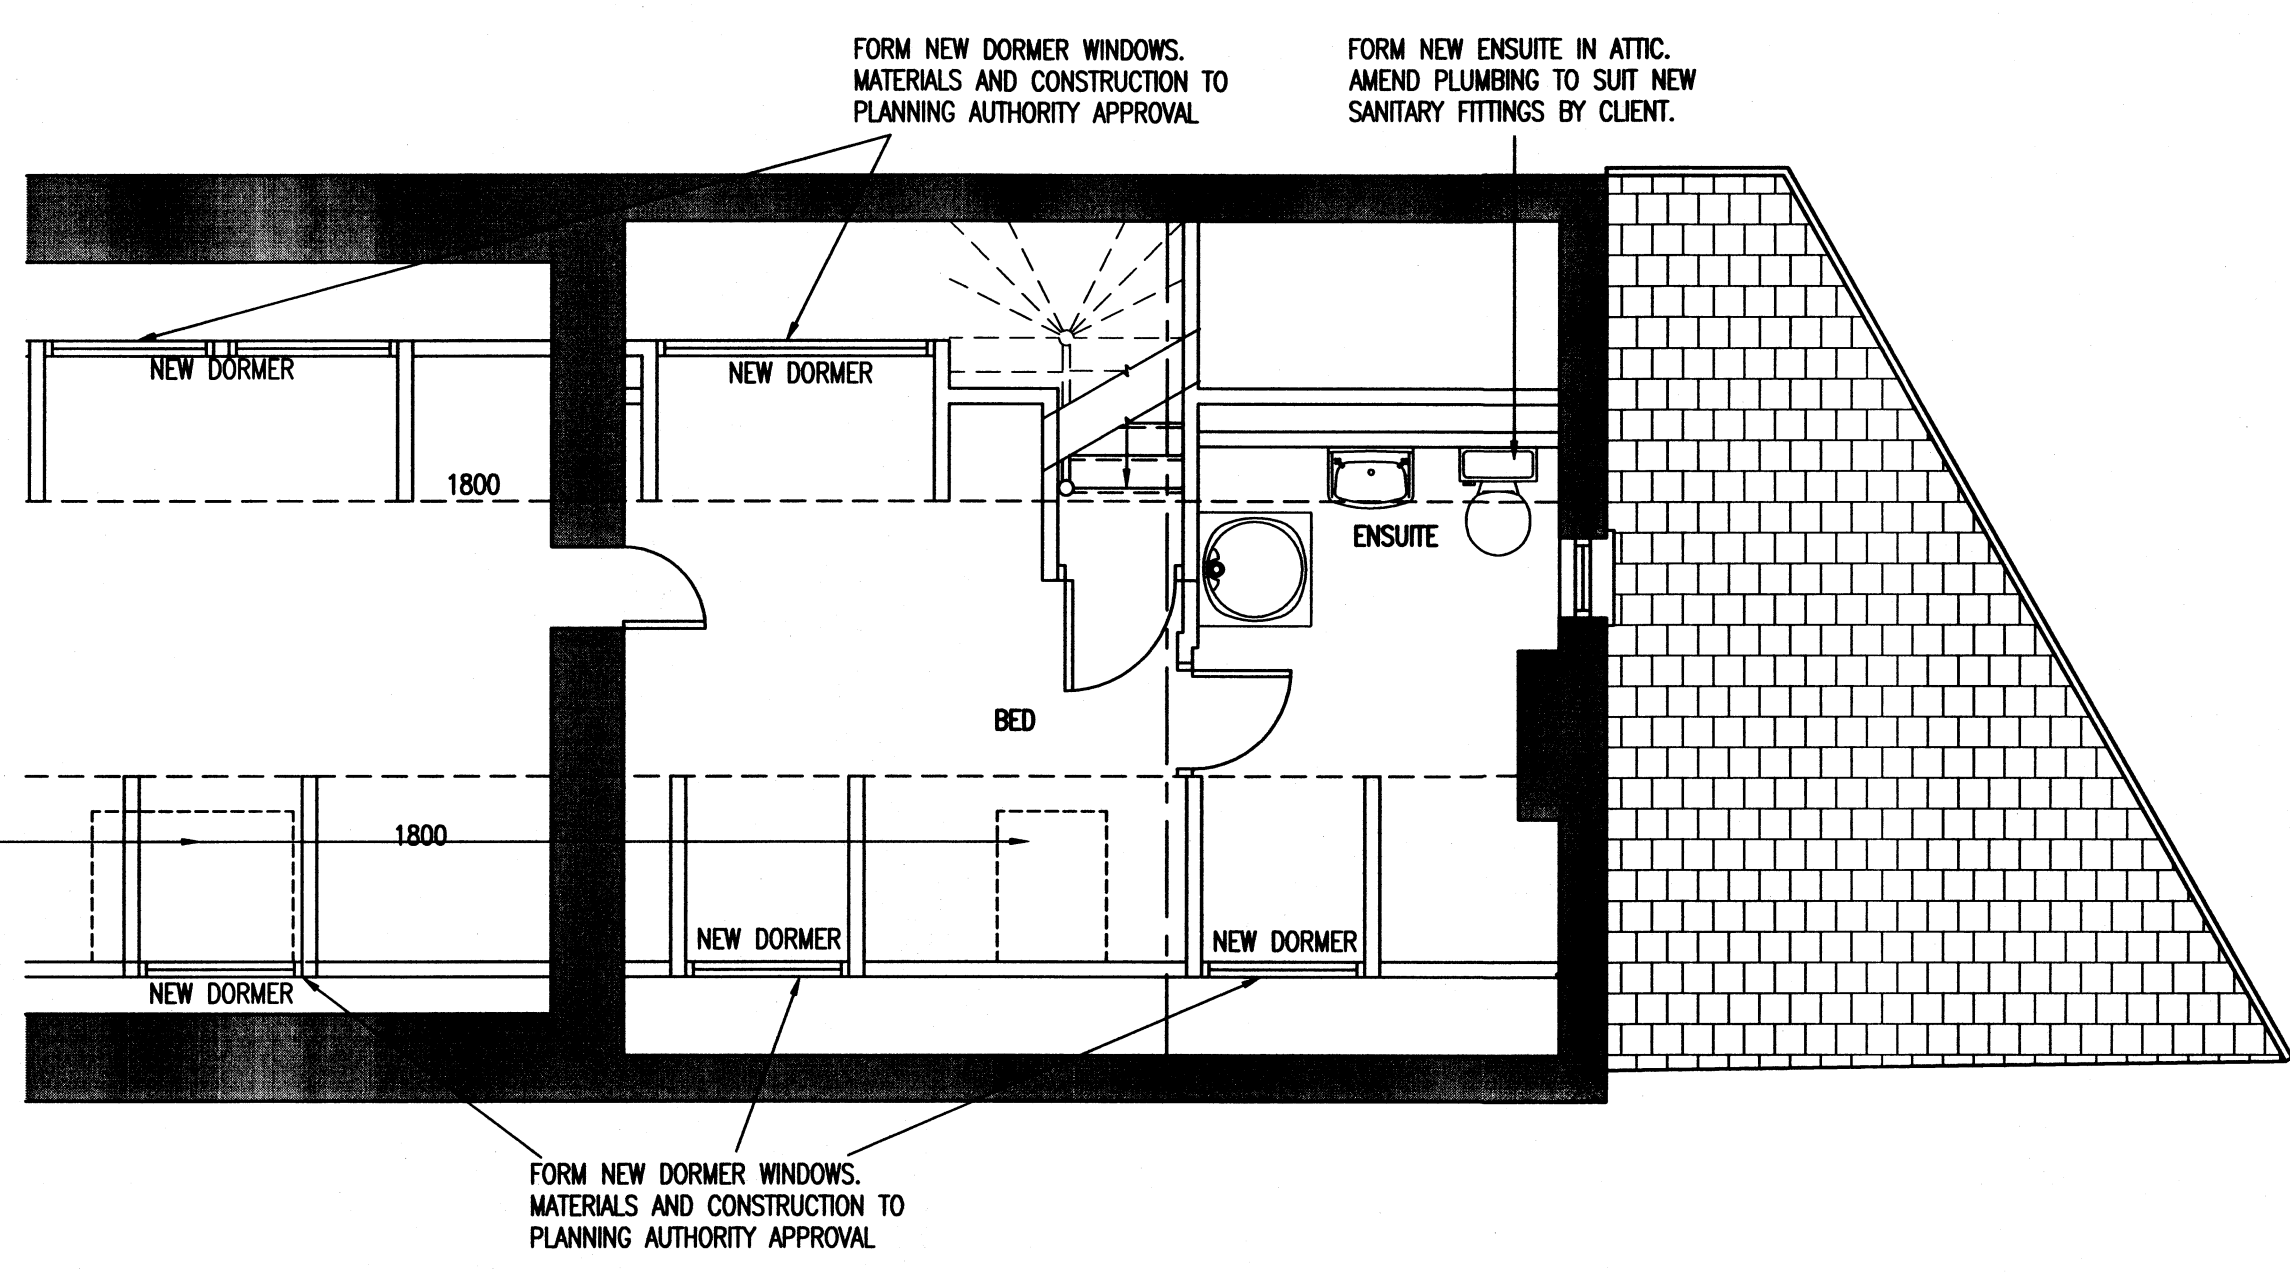 FORM NEW DORMER WINDOWS.
MATERIALS AND CONSTRUCTION TO
PLANNING AUTHORITY APPROVAL
FORM NEW ENSUITE IN ATTIC.
AMEND PLUMBING TO SUIT NEW
SANITARY FITTINGS BY CLIENT.
NEW DORMER
NEW DORMER
1800
ENSUITE
BED
1800
NEW DORMER
NEW DORMER
NEW DORMER
FORM NEW DORMER WINDOWS.
MATERIALS AND CONSTRUCTION TO
PLANNING AUTHORITY APPROVAL